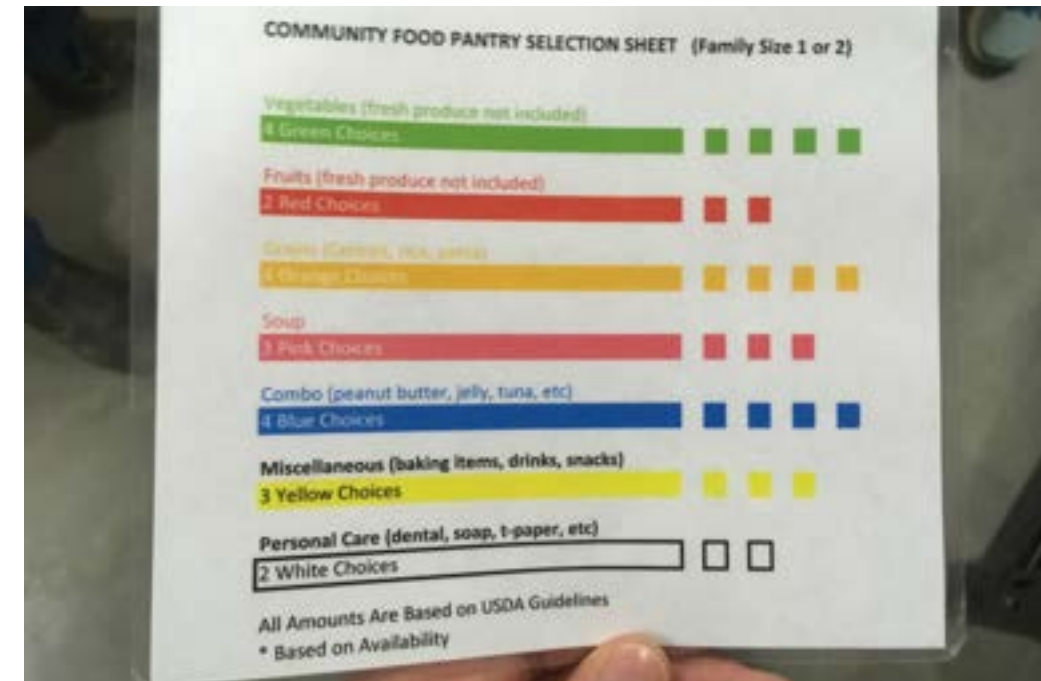 COMMUNITY FOOD PANTRY SELECTION SHEET (Family Size 1 or 2)
Vegetables (fresh produce not included)
4 Green Choices
Fruits (fresh produce not included)
2 Red Choices
Grains (Cereals, rice, pasta)
4 Orange Choices
Soup
3 Pink Choices
Combo (peanut butter, jelly, tuna, etc)
4 Blue Choices
Miscellaneous (baking items, drinks, snacks)
3 Yellow Choices
Personal Care (dental, soap, t-paper, etc)
2 White Choices
All Amounts Are Based on USDA Guidelines
* Based on Availability